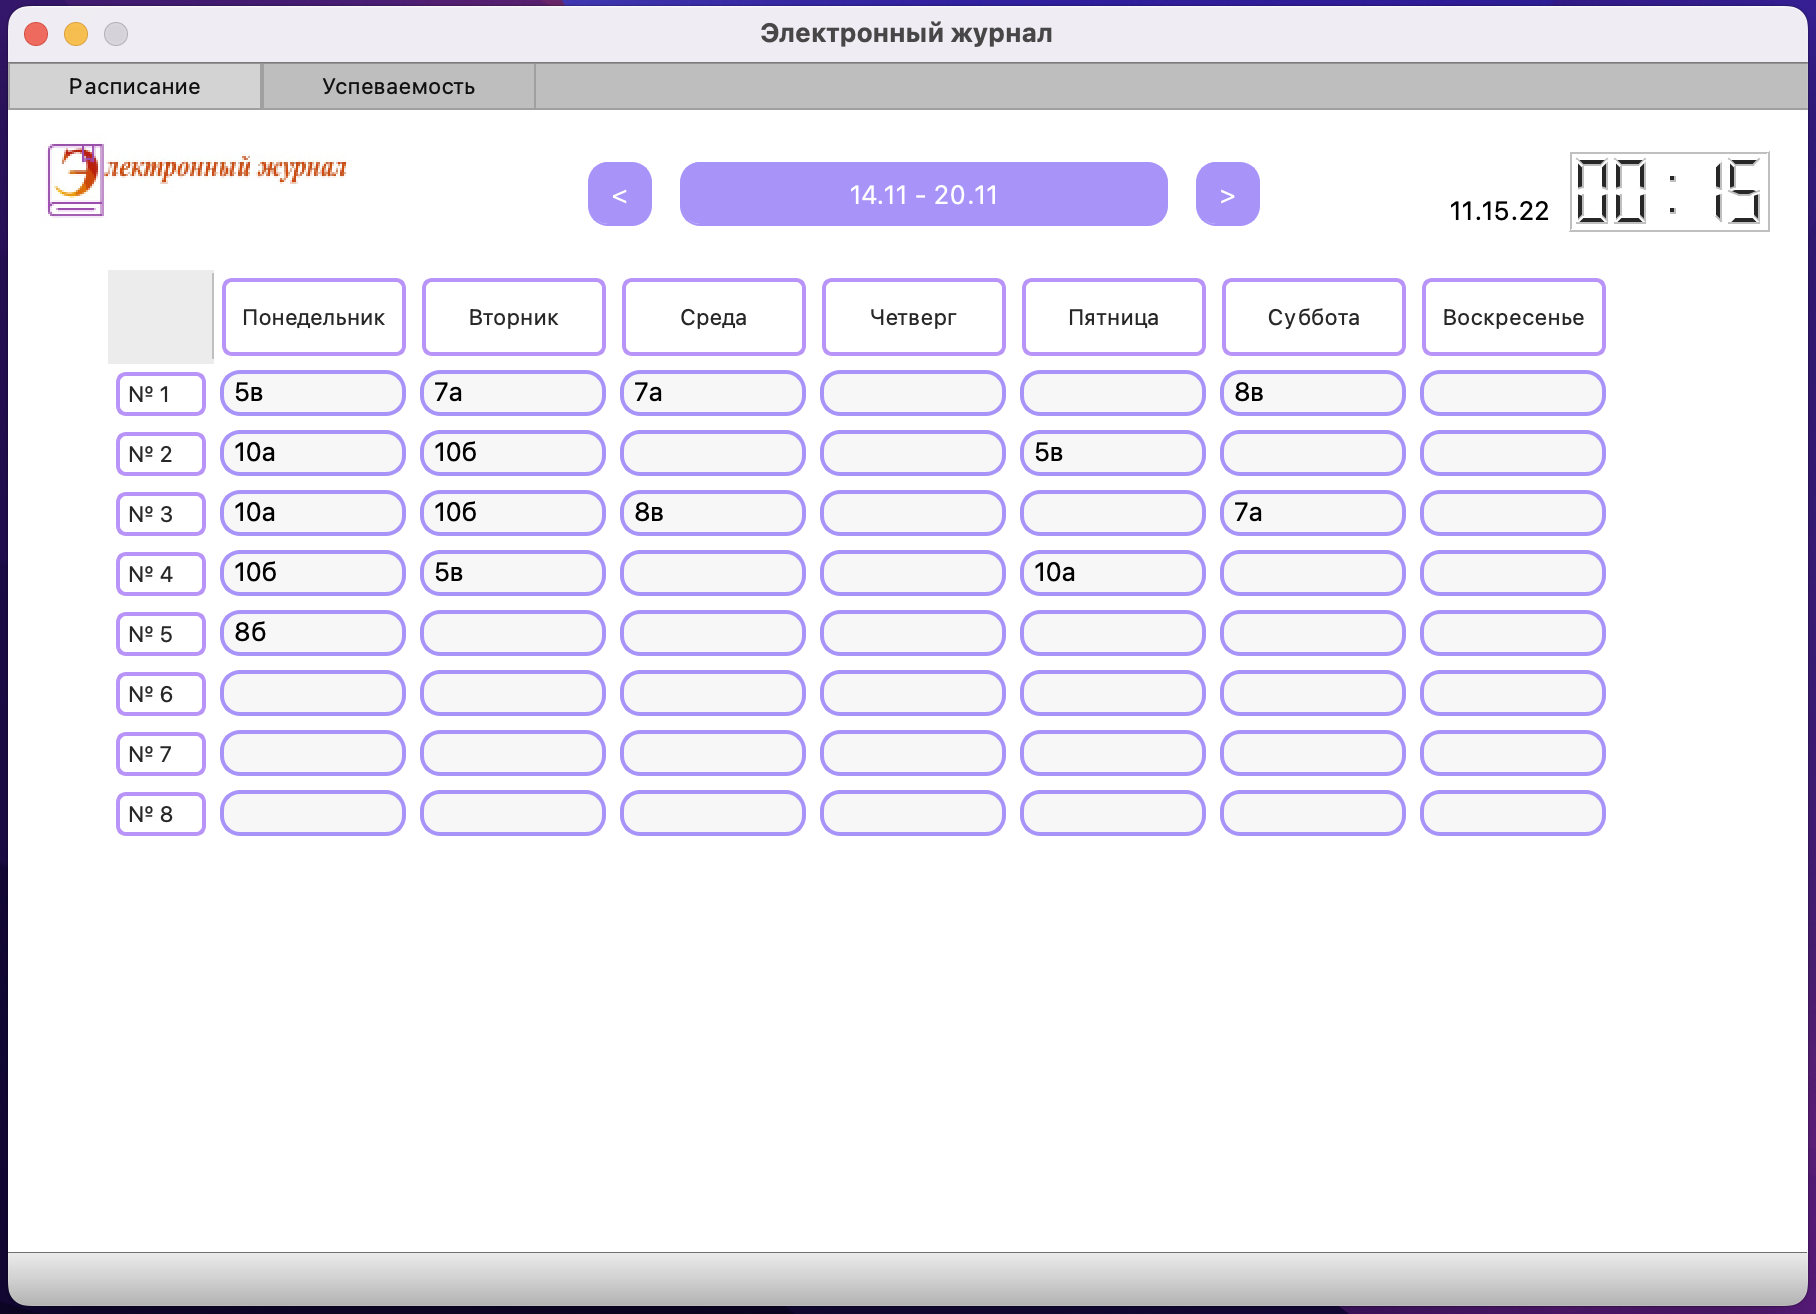 Электронный журнал
Расписание Успеваемость
Электронный журнал
< 14.11 - 20.11 >
11.15.22 00:15
Понедельник Вторник Среда Четверг Пятница Суббота Воскресенье
№ 1 5в 7а 7а 8в
№ 2 10а 10б 5в
№ 3 10а 10б 8в 7а
№ 4 10б 5в 10а
№ 5 8б
№ 6
№ 7
№ 8